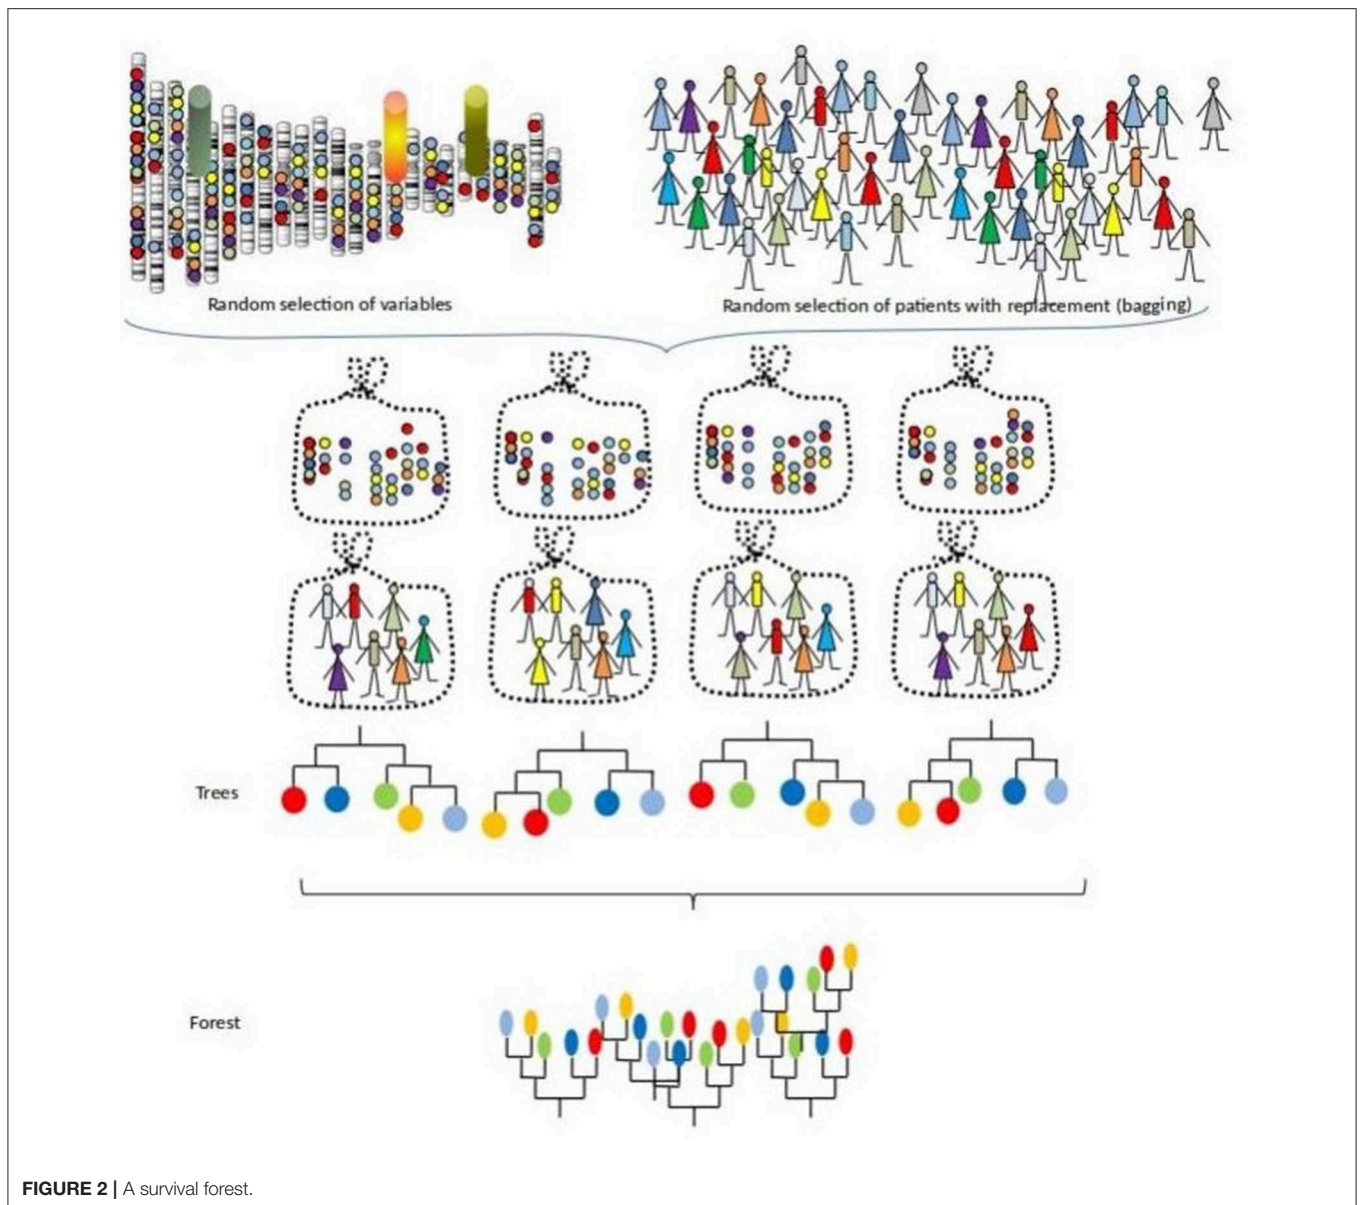 Random selection of variables
Random selection of patients with replacement (bagging)
Trees
Forest
FIGURE 2 | A survival forest.